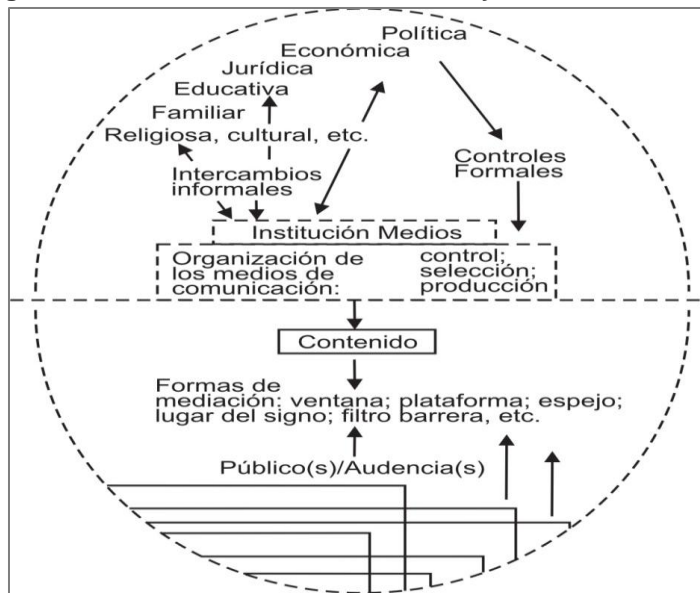 Política
Económica
Jurídica
Educativa
Familiar
Religiosa, cultural, etc.
Intercambios
informales
Controles
Formales
Institución Medios
Organización de
los medios de
comunicación:
control;
selección;
producción
Contenido
Formas de
mediación: ventana; plataforma; espejo;
lugar del signo; filtro barrera, etc.
Público(s)/Audencia(s)